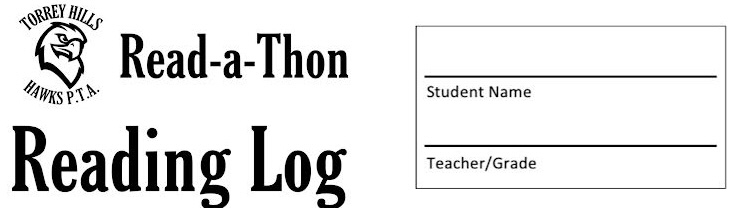 TORREY HILLS
HAWKS P.T.A.
Read-a-Thon
Reading Log
Student Name
Teacher/Grade